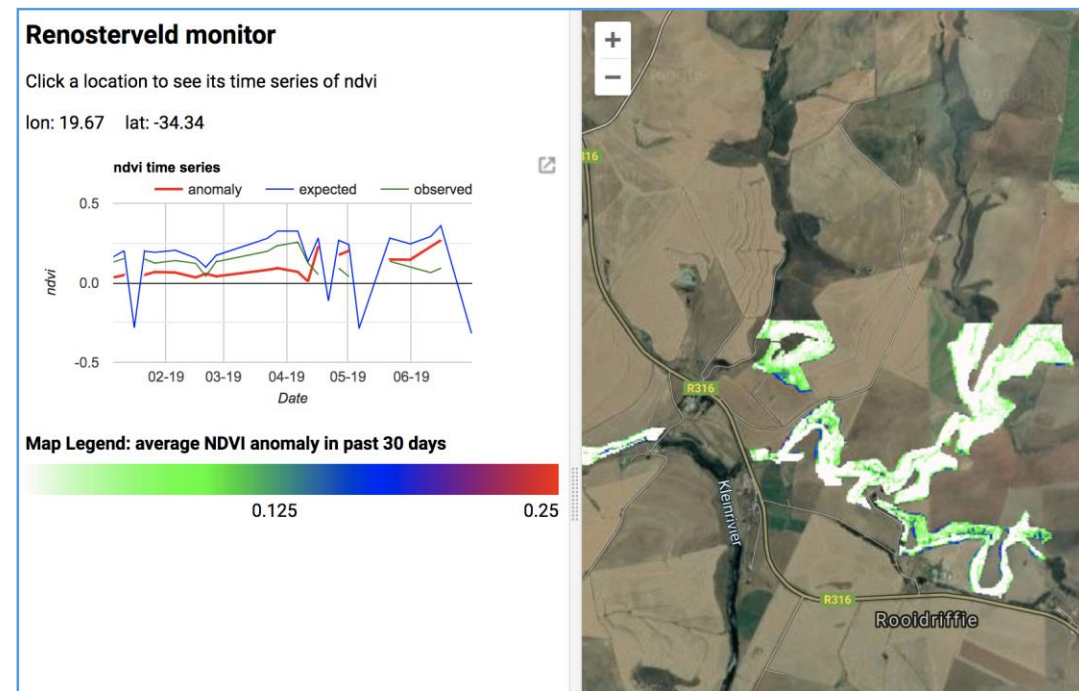 Renosterveld monitor
Click a location to see its time series of ndvi
lon: 19.67 lat: -34.34
ndvi time series
anomaly expected observed
0.5
0.0
-0.5
ndvi
02-19 03-19 04-19 05-19 06-19
Date
Map Legend: average NDVI anomaly in past 30 days
0.125 0.25
+
−
R316
Kleinrivier
R316
Rooidriffie